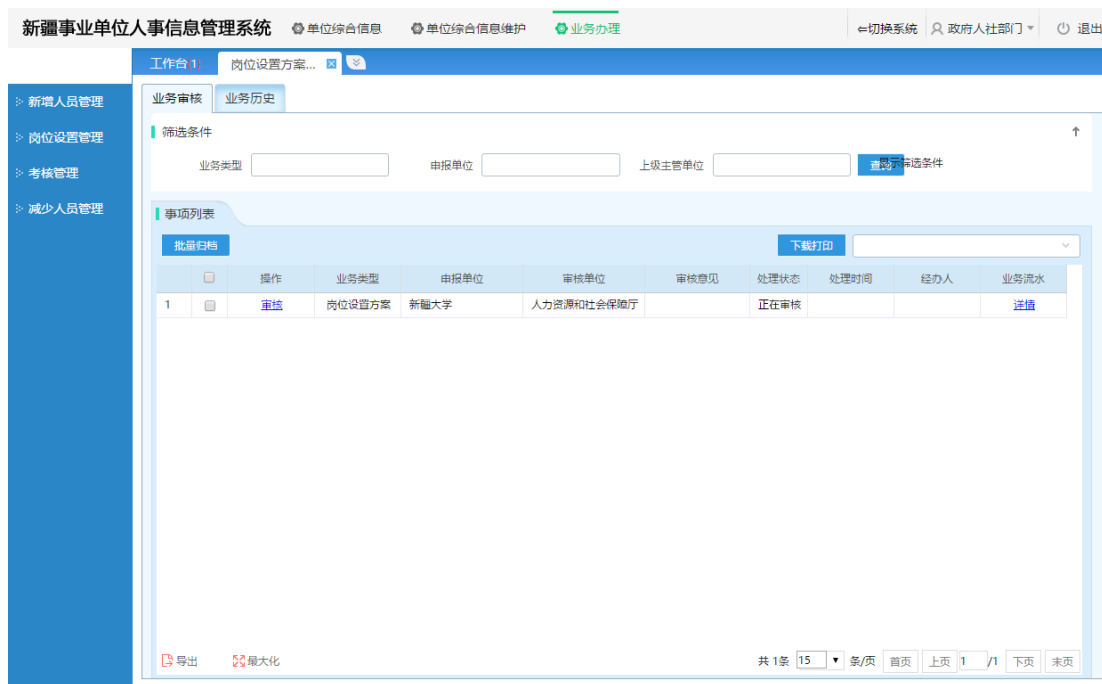 新疆事业单位人事信息管理系统 单位综合信息 单位综合信息维护 业务办理 ⇐切换系统 政府人社部门 退出
工作台(1) 岗位设置方案...
新增人员管理
岗位设置管理
考核管理
减少人员管理
业务审核 业务历史
筛选条件
业务类型 申报单位 上级主管单位 查询 显示筛选条件
事项列表
批量归档 下载打印
操作 业务类型 申报单位 审核单位 审核意见 处理状态 处理时间 经办人 业务流水
1 审核 岗位设置方案 新疆大学 人力资源和社会保障厅 正在审核 详情
导出 最大化 共 1条 15 条/页 首页 上页 1 /1 下页 末页